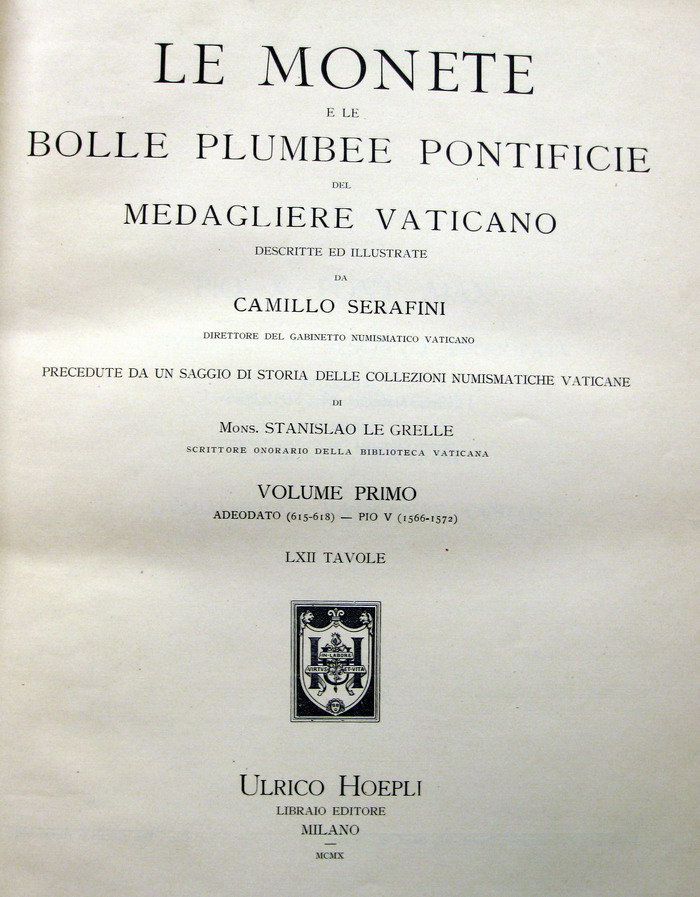 LE MONETE
E LE
BOLLE PLUMBEE PONTIFICIE
DEL
MEDAGLIERE VATICANO
DESCRITTE ED ILLUSTRATE
DA
CAMILLO SERAFINI
DIRETTORE DEL GABINETTO NUMISMATICO VATICANO
PRECEDUTE DA UN SAGGIO DI STORIA DELLE COLLEZIONI NUMISMATICHE VATICANE
DI
MONS. STANISLAO LE GRELLE
SCRITTORE ONORARIO DELLA BIBLIOTECA VATICANA
VOLUME PRIMO
ADEODATO (615-618) — PIO V (1566-1572)
LXII TAVOLE
IN·LABORE
VIRTUS ET·VITA
ULRICO HOEPLI
LIBRAIO EDITORE
MILANO
MCMX